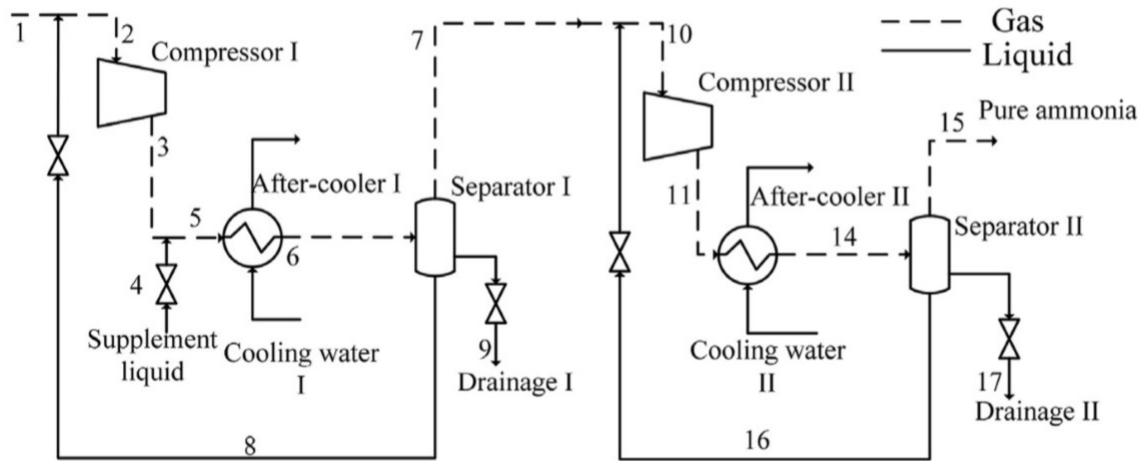 1
2
Compressor I
3
4
Supplement
liquid
5
After-cooler I
6
Cooling water
I
7
Separator I
8
9
Drainage I
10
Compressor II
11
After-cooler II
Cooling water
II
14
Gas
Liquid
15
Pure ammonia
Separator II
16
17
Drainage II